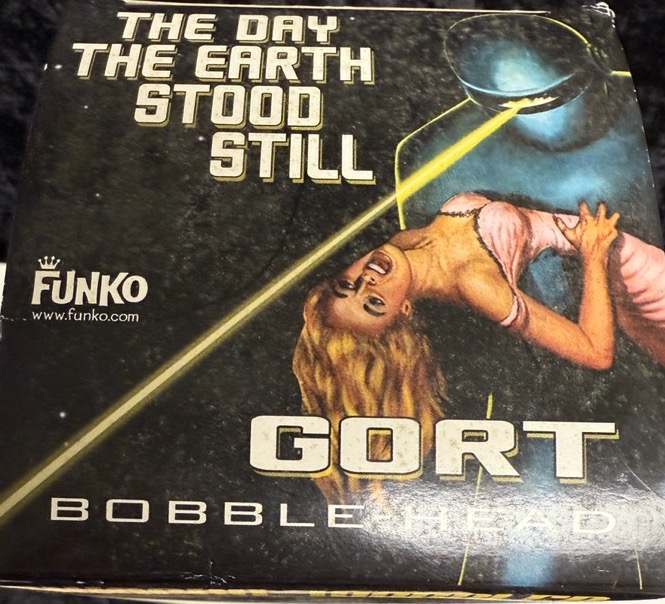 THE DAY
THE EARTH
STOOD
STILL
FUNKO
www.funko.com
GORT
BOBBLE-HEAD